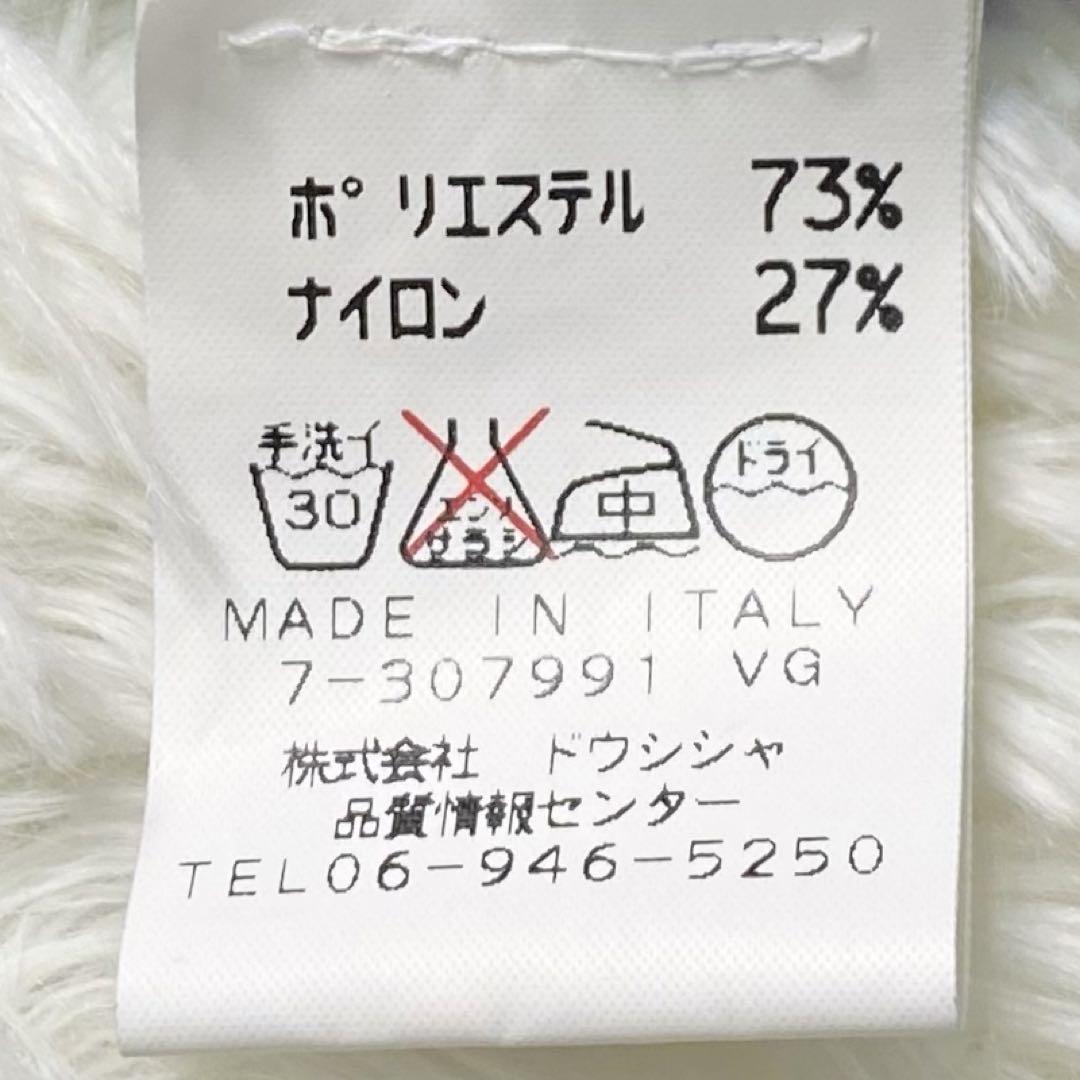 ポリエステル 73%
ナイロン 27%
手洗イ
30
エンソ
サラシ
中
ドライ
MADE IN ITALY
7-307991 VG
株式会社 ドウシシャ
品質情報センター
TEL06-946-5250